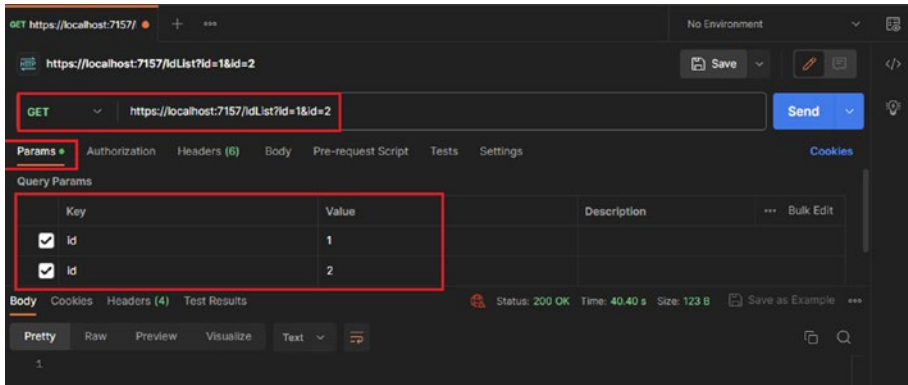 GET https://localhost:7157/ + ••• No Environment
HTTP https://localhost:7157/IdList?id=1&id=2 Save
GET https://localhost:7157/IdList?id=1&id=2 Send
Params Authorization Headers (6) Body Pre-request Script Tests Settings Cookies
Query Params
Key Value Description ••• Bulk Edit
id 1
id 2
Body Cookies Headers (4) Test Results Status: 200 OK Time: 40.40 s Size: 123 B Save as Example •••
Pretty Raw Preview Visualize Text
1